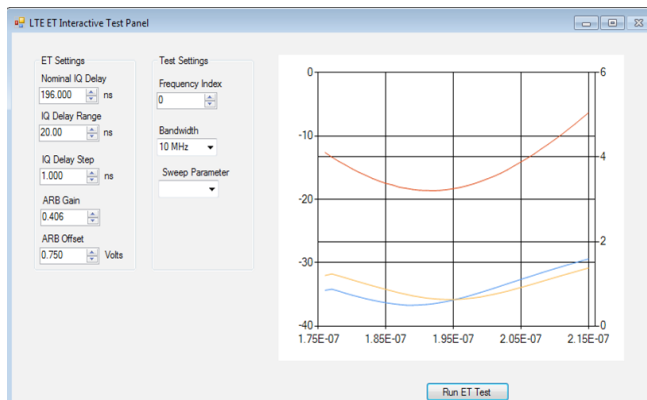 LTE ET Interactive Test Panel
ET Settings
Nominal IQ Delay
196.000 ns
IQ Delay Range
20.00 ns
IQ Delay Step
1.000 ns
ARB Gain
0.406
ARB Offset
0.750 Volts
Test Settings
Frequency Index
0
Bandwidth
10 MHz
Sweep Parameter
0 6
-10
4
-20
2
-30
-40 0
1.75E-07 1.85E-07 1.95E-07 2.05E-07 2.15E-07
Run ET Test